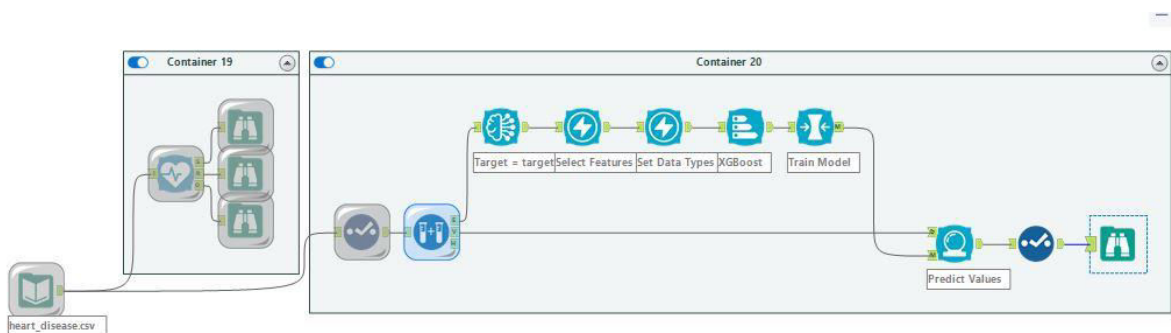 Container 19
Container 20
Target = target
Select Features
Set Data Types
XGBoost
Train Model
Predict Values
heart_disease.csv